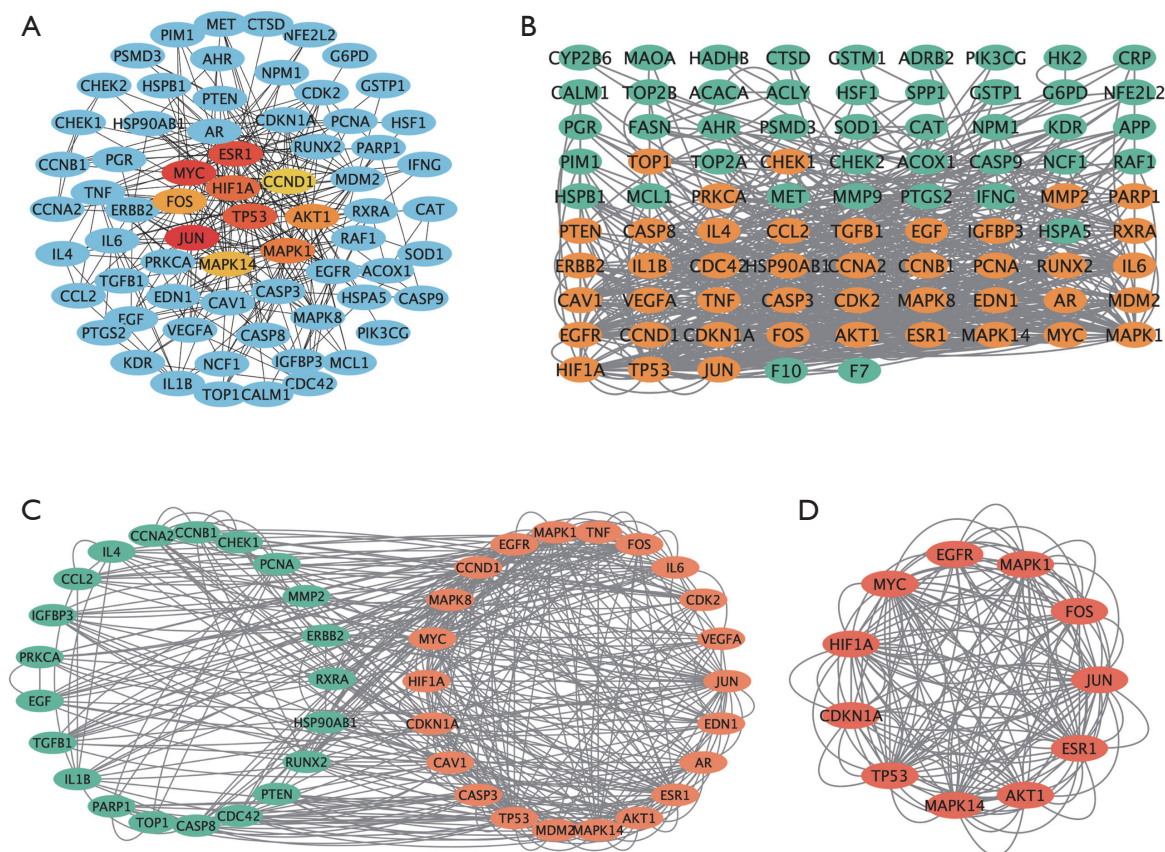 A
MET CTSD
PIM1 NFE2L2
PSMD3 AHR G6PD
CHEK2 HSPB1 NPM1 CDK2 GSTP1
PTEN
CHEK1 HSP90AB1 AR CDKN1A PCNA HSF1
ESR1 RUNX2 PARP1
CCNB1 PGR MYC CCND1 MDM2 IFNG
HIF1A
TNF FOS TP53 AKT1 RXRA CAT
CCNA2 ERBB2
IL6 JUN MAPK1 RAF1 SOD1
IL4 PRKCA MAPK14 EGFR ACOX1
TGFB1 CASP3
CCL2 EDN1 CAV1 HSPA5 CASP9
PTGS2 EGF VEGFA CASP8 MAPK8 PIK3CG
KDR NCF1 IGFBP3 MCL1
IL1B TOP1 CALM1 CDC42
B
CYP2B6 MAOA HADHB CTSD GSTM1 ADRB2 PIK3CG HK2 CRP
CALM1 TOP2B ACACA ACLY HSF1 SPP1 GSTP1 G6PD NFE2L2
PGR FASN AHR PSMD3 SOD1 CAT NPM1 KDR APP
PIM1 TOP1 TOP2A CHEK1 CHEK2 ACOX1 CASP9 NCF1 RAF1
HSPB1 MCL1 PRKCA MET MMP9 PTGS2 IFNG MMP2 PARP1
PTEN CASP8 IL4 CCL2 TGFB1 EGF IGFBP3 HSPA5 RXRA
ERBB2 IL1B CDC42 HSP90AB1 CCNA2 CCNB1 PCNA RUNX2 IL6
CAV1 VEGFA TNF CASP3 CDK2 MAPK8 EDN1 AR MDM2
EGFR CCND1 CDKN1A FOS AKT1 ESR1 MAPK14 MYC MAPK1
HIF1A TP53 JUN F10 F7
C
CCNA2 CCNB1
IL4 CHEK1
CCL2 PCNA
IGFBP3 MMP2
PRKCA ERBB2
EGF RXRA
TGFB1 HSP90AB1
IL1B RUNX2
PARP1 PTEN
TOP1 CASP8 CDC42
MAPK1 TNF
EGFR FOS
CCND1 IL6
MAPK8 CDK2
MYC VEGFA
HIF1A JUN
CDKN1A EDN1
CAV1 AR
CASP3 ESR1
TP53 AKT1
MDM2 MAPK14
D
EGFR MAPK1
MYC FOS
HIF1A JUN
CDKN1A ESR1
TP53 AKT1
MAPK14